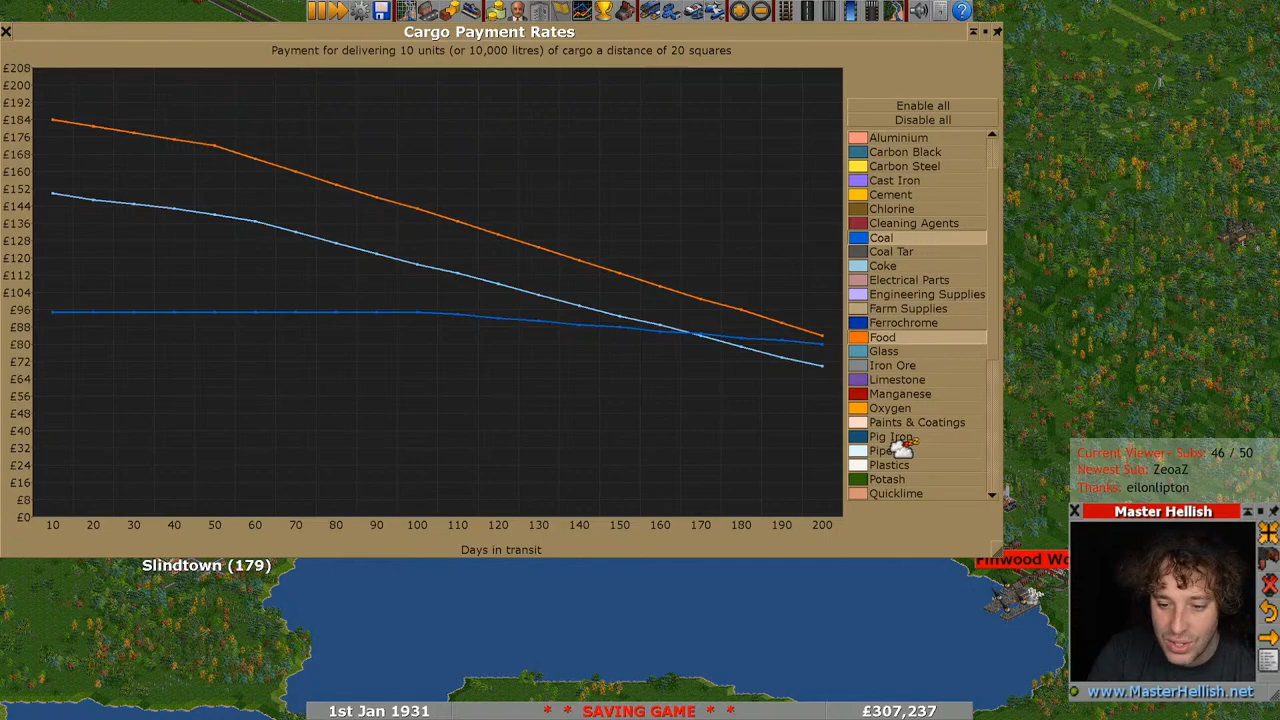 Cargo Payment Rates
Payment for delivering 10 units (or 10,000 litres) of cargo a distance of 20 squares
£208
£200
£192
£184
£176
£168
£160
£152
£144
£136
£128
£120
£112
£104
£96
£88
£80
£72
£64
£56
£48
£40
£32
£24
£16
£8
£0
10 20 30 40 50 60 70 80 90 100 110 120 130 140 150 160 170 180 190 200
Days in transit
Enable all
Disable all
Aluminium
Carbon Black
Carbon Steel
Cast Iron
Cement
Chlorine
Cleaning Agents
Coal
Coal Tar
Coke
Electrical Parts
Engineering Supplies
Farm Supplies
Ferrochrome
Food
Glass
Iron Ore
Limestone
Manganese
Oxygen
Paints & Coatings
Pig Iron
Plastics
Potash
Quicklime
Current Viewer+ Subs: 46 / 50
Newest Sub: ZeoaZ
Thanks: eilonlipton
Master Hellish
Slindtown (179)
www.MasterHellish.net
1st Jan 1931
* * SAVING GAME * *
£307,237